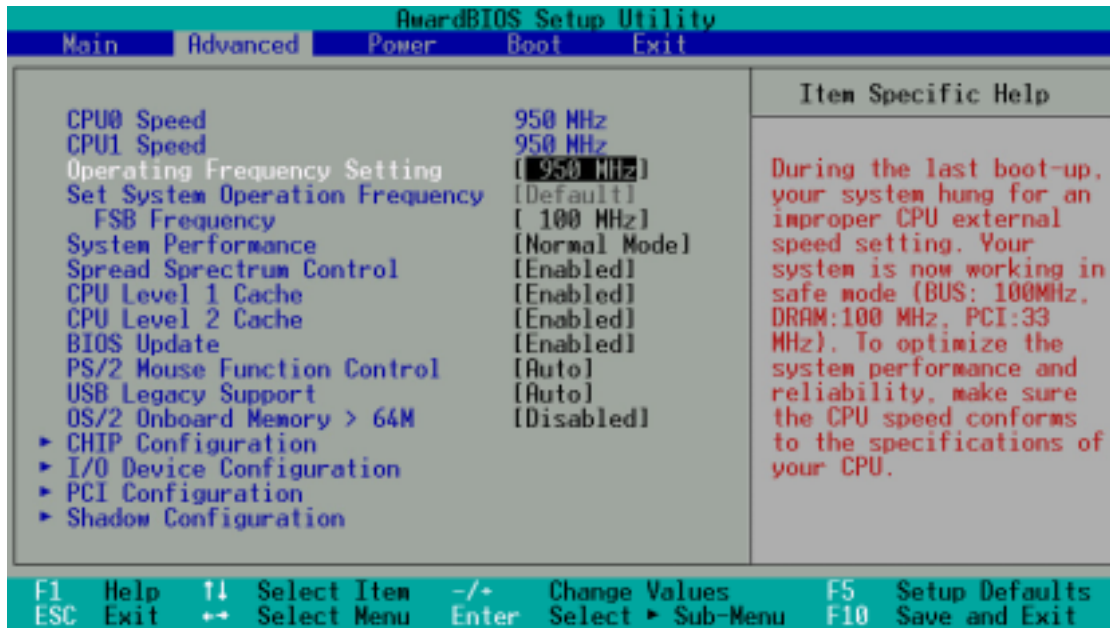 AwardBIOS Setup Utility
Main Advanced Power Boot Exit
CPU0 Speed 950 MHz
CPU1 Speed 950 MHz
Operating Frequency Setting [ 950 MHz]
Set System Operation Frequency [Default]
FSB Frequency [ 100 MHz]
System Performance [Normal Mode]
Spread Sprectrum Control [Enabled]
CPU Level 1 Cache [Enabled]
CPU Level 2 Cache [Enabled]
BIOS Update [Enabled]
PS/2 Mouse Function Control [Auto]
USB Legacy Support [Auto]
OS/2 Onboard Memory > 64M [Disabled]
► CHIP Configuration
► I/O Device Configuration
► PCI Configuration
► Shadow Configuration
Item Specific Help
During the last boot-up,
your system hung for an
improper CPU external
speed setting. Your
system is now working in
safe mode (BUS: 100MHz,
DRAM:100 MHz, PCI:33
MHz). To optimize the
system performance and
reliability, make sure
the CPU speed conforms
to the specifications of
your CPU.
F1 Help ↑↓ Select Item -/+ Change Values F5 Setup Defaults
ESC Exit ←→ Select Menu Enter Select ► Sub-Menu F10 Save and Exit